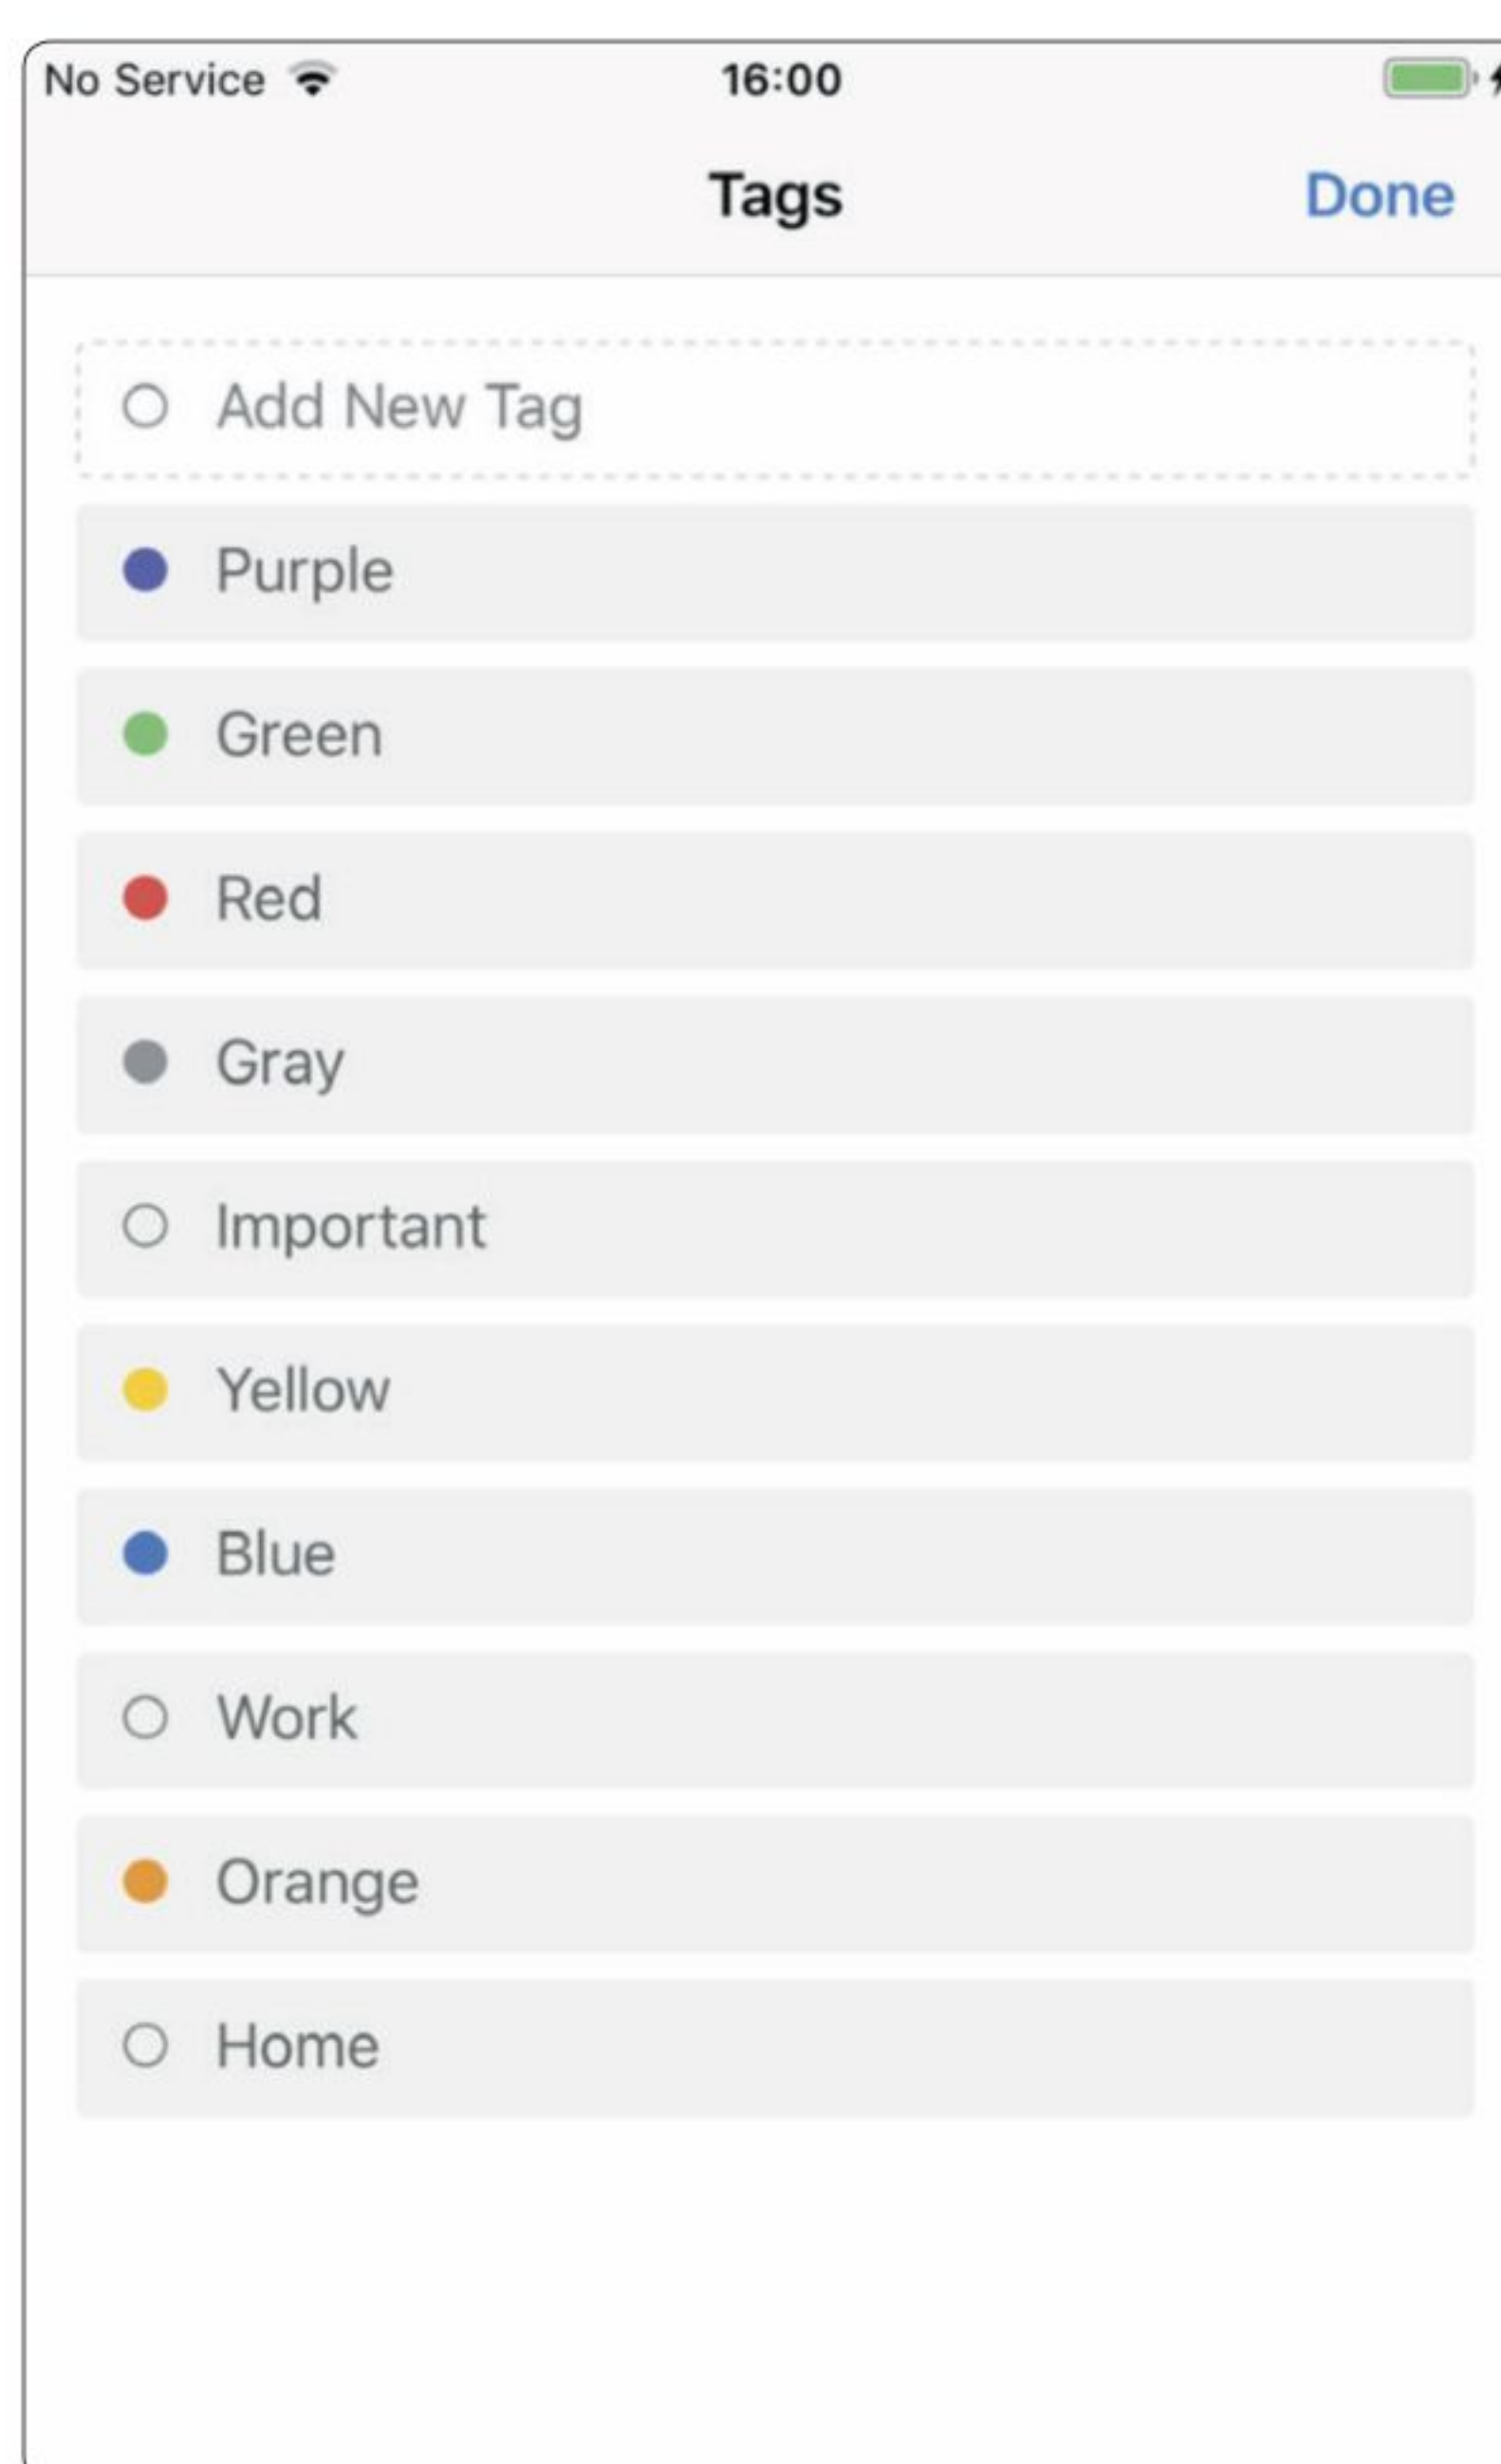 No Service 16:00
Tags Done
Add New Tag
Purple
Green
Red
Gray
Important
Yellow
Blue
Work
Orange
Home